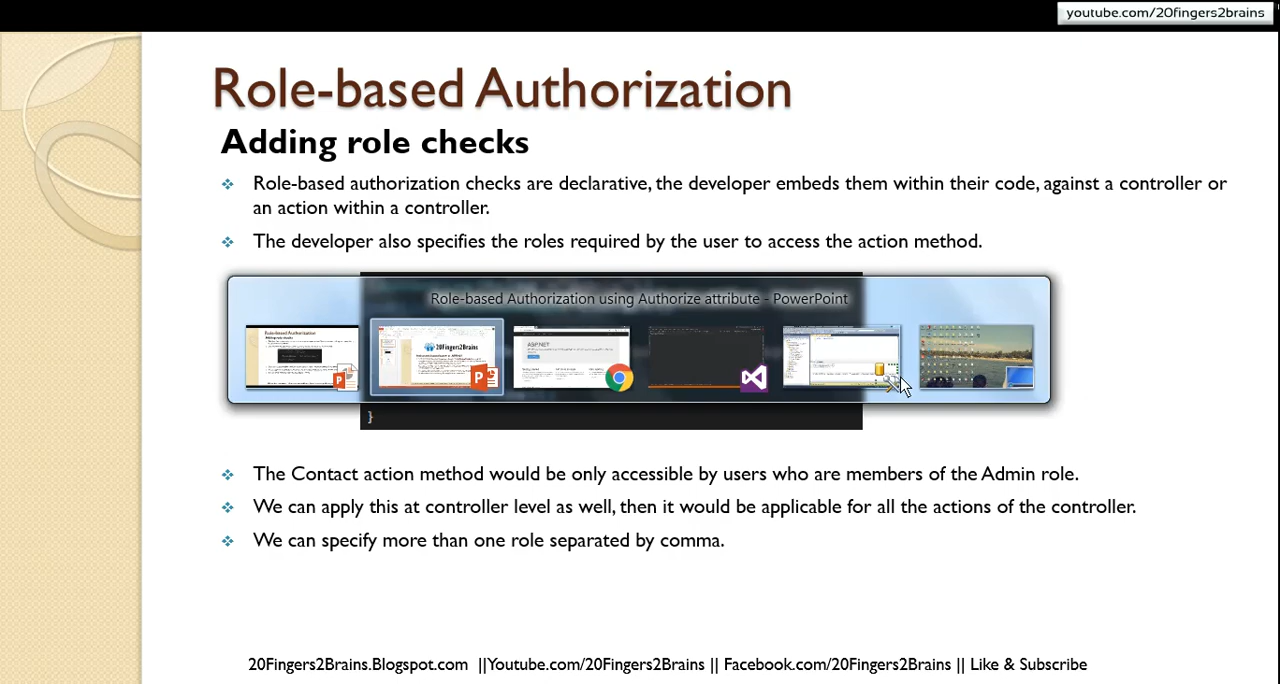 youtube.com/20fingers2brains
Role-based Authorization
Adding role checks
Role-based authorization checks are declarative, the developer embeds them within their code, against a controller or
an action within a controller.
The developer also specifies the roles required by the user to access the action method.
Role-based Authorization using Authorize attribute - PowerPoint
20Fingers2Brains
ASP.NET
}
The Contact action method would be only accessible by users who are members of the Admin role.
We can apply this at controller level as well, then it would be applicable for all the actions of the controller.
We can specify more than one role separated by comma.
20Fingers2Brains.Blogspot.com ||Youtube.com/20Fingers2Brains || Facebook.com/20Fingers2Brains || Like & Subscribe